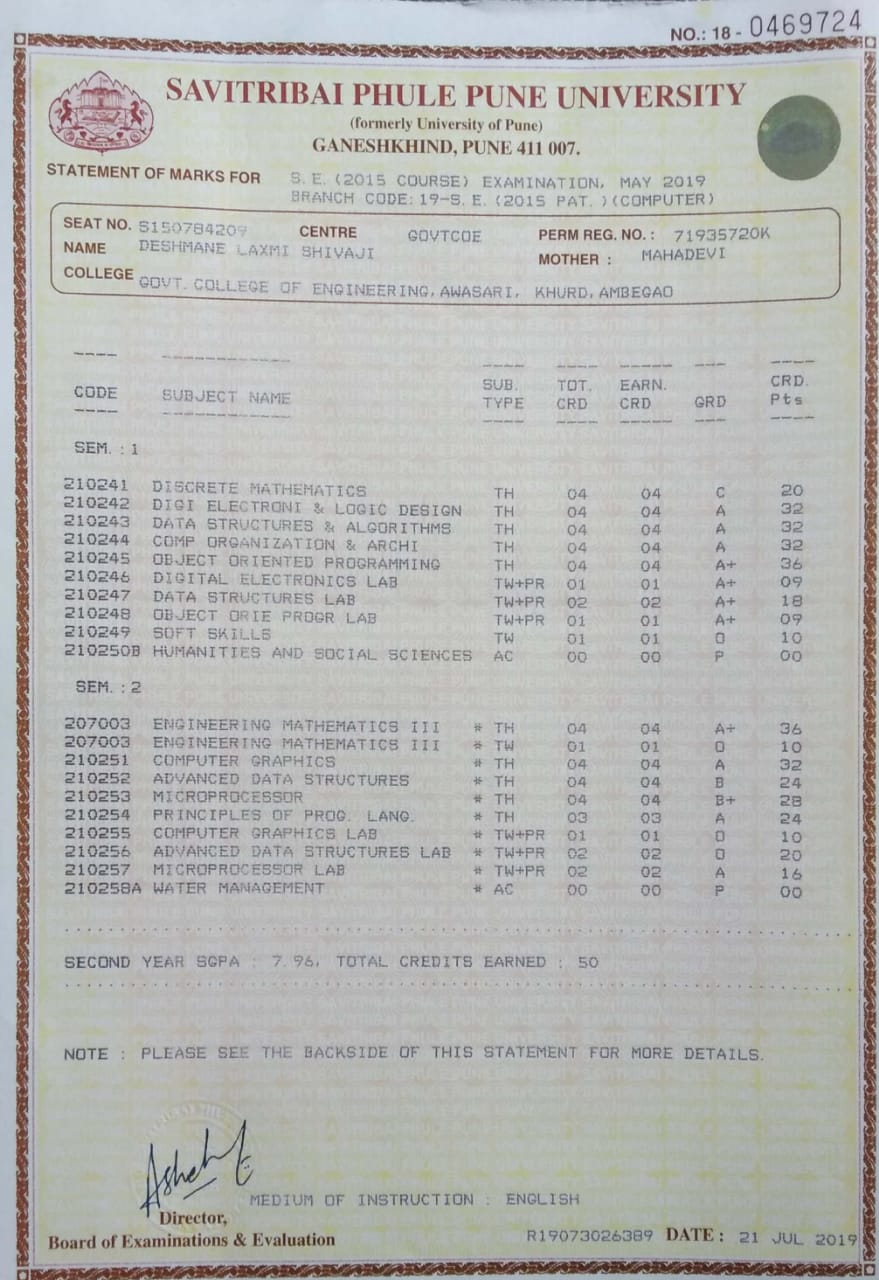 NO.: 18 - 0469724
SAVITRIBAI PHULE PUNE UNIVERSITY
(formerly University of Pune)
GANESHKHIND, PUNE 411 007.
STATEMENT OF MARKS FOR S.E.(2015 COURSE) EXAMINATION, MAY 2019
BRANCH CODE: 19-S.E.(2015 PAT.)(COMPUTER)
SEAT NO. S150784209 CENTRE GOVTCOE PERM REG. NO. : 71935720K
NAME DESHMANE LAXMI SHIVAJI MOTHER : MAHADEVI
COLLEGE GOVT. COLLEGE OF ENGINEERING, AWASARI, KHURD, AMBEGAO
CODE SUBJECT NAME SUB. TYPE TOT. CRD EARN. CRD GRD CRD. Pts
SEM. : 1
210241 DISCRETE MATHEMATICS TH 04 04 C 20
210242 DIGI ELECTRONI & LOGIC DESIGN TH 04 04 A 32
210243 DATA STRUCTURES & ALGORITHMS TH 04 04 A 32
210244 COMP ORGANIZATION & ARCHI TH 04 04 A 32
210245 OBJECT ORIENTED PROGRAMMING TH 04 04 A+ 36
210246 DIGITAL ELECTRONICS LAB TW+PR 01 01 A+ 09
210247 DATA STRUCTURES LAB TW+PR 02 02 A+ 18
210248 OBJECT ORIE PROGR LAB TW+PR 01 01 A+ 09
210249 SOFT SKILLS TW 01 01 O 10
210250B HUMANITIES AND SOCIAL SCIENCES AC 00 00 P 00
SEM. : 2
207003 ENGINEERING MATHEMATICS III * TH 04 04 A+ 36
207003 ENGINEERING MATHEMATICS III * TW 01 01 O 10
210251 COMPUTER GRAPHICS * TH 04 04 A 32
210252 ADVANCED DATA STRUCTURES * TH 04 04 B 24
210253 MICROPROCESSOR * TH 04 04 B+ 28
210254 PRINCIPLES OF PROG. LANG. * TH 03 03 A 24
210255 COMPUTER GRAPHICS LAB * TW+PR 01 01 O 10
210256 ADVANCED DATA STRUCTURES LAB * TW+PR 02 02 O 20
210257 MICROPROCESSOR LAB * TW+PR 02 02 A 16
210258A WATER MANAGEMENT * AC 00 00 P 00
SECOND YEAR SGPA : 7.96, TOTAL CREDITS EARNED : 50
NOTE : PLEASE SEE THE BACKSIDE OF THIS STATEMENT FOR MORE DETAILS.
MEDIUM OF INSTRUCTION : ENGLISH
Director,
Board of Examinations & Evaluation R19073026389 DATE : 21 JUL 2019